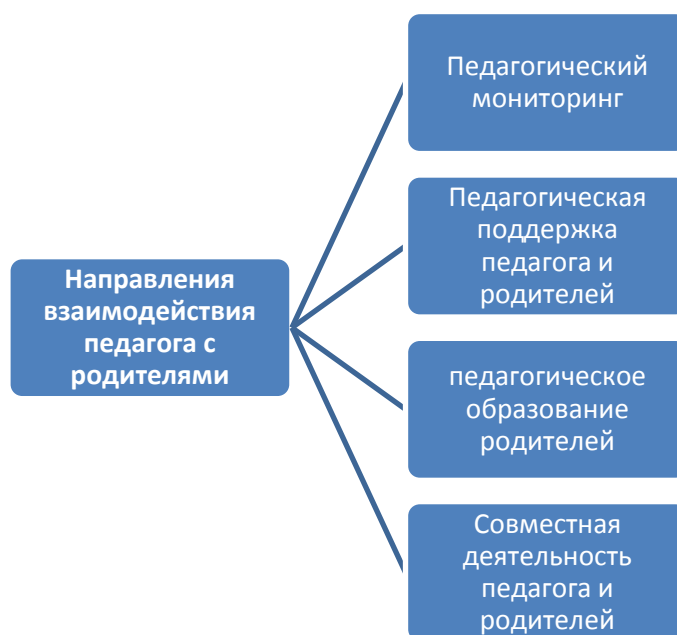 Педагогический
мониторинг
Педагогическая
поддержка
педагога и
родителей
Направления
взаимодействия
педагога с
родителями
педагогическое
образование
родителей
Совместная
деятельность
педагога и
родителей